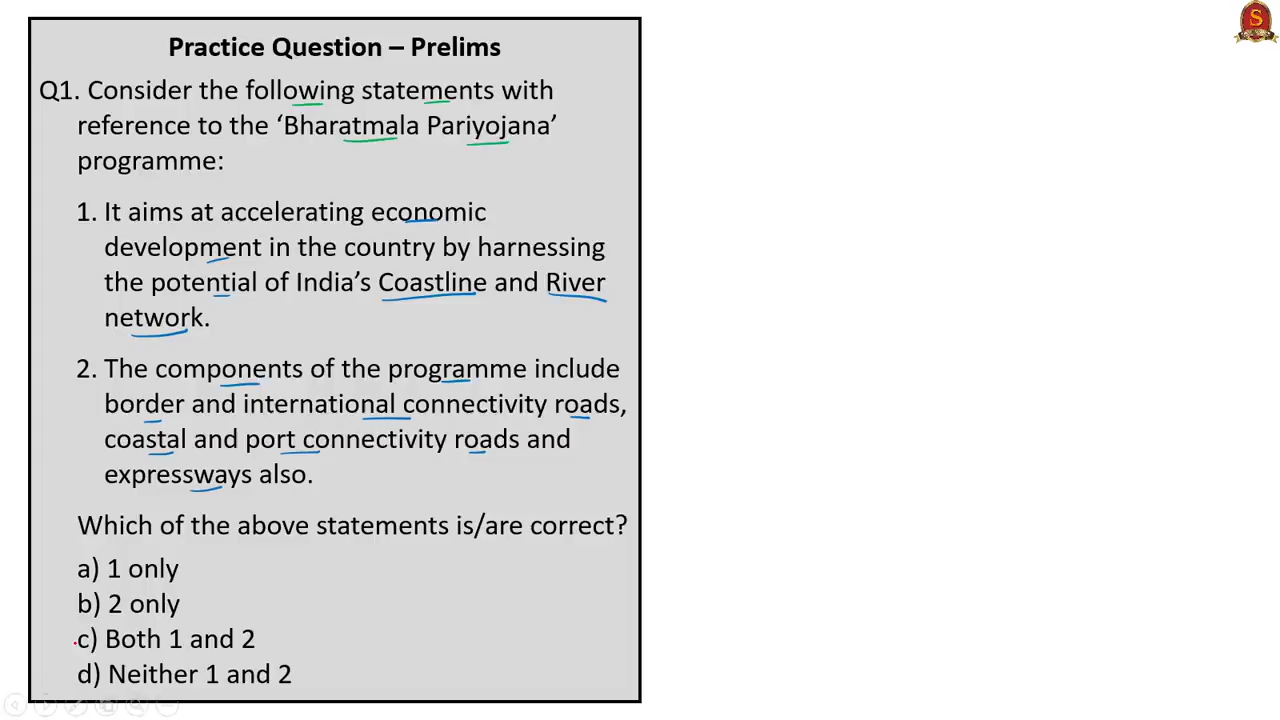 Practice Question – Prelims
Q1. Consider the following statements with
reference to the ‘Bharatmala Pariyojana’
programme:
1. It aims at accelerating economic
development in the country by harnessing
the potential of India’s Coastline and River
network.
2. The components of the programme include
border and international connectivity roads,
coastal and port connectivity roads and
expressways also.
Which of the above statements is/are correct?
a) 1 only
b) 2 only
c) Both 1 and 2
d) Neither 1 and 2
S